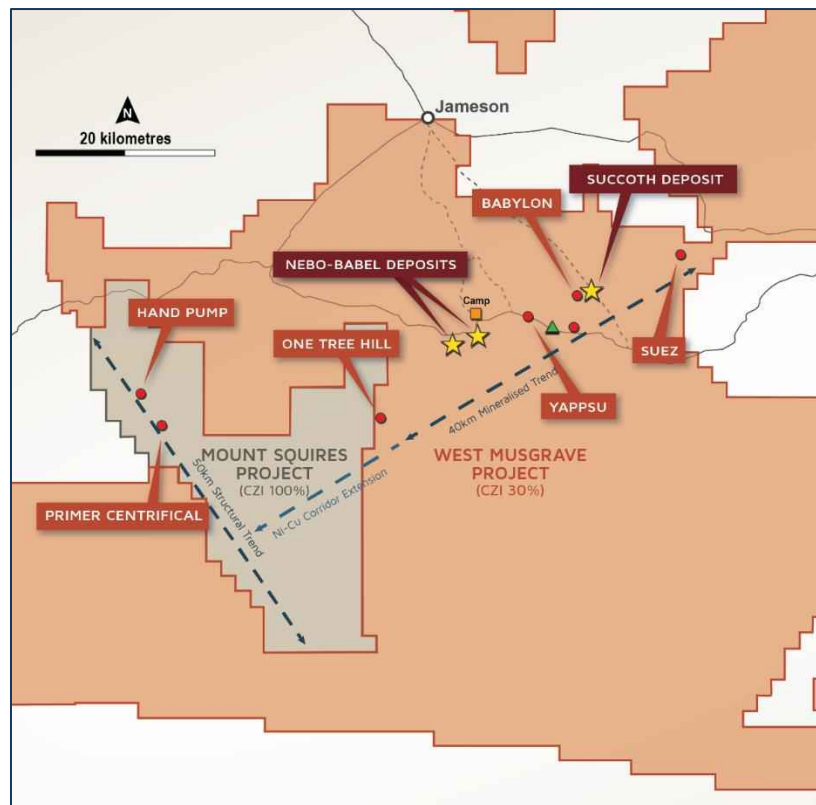 N
20 kilometres
Jameson
SUCCOTH DEPOSIT
BABYLON
NEBO-BABEL DEPOSITS
Camp
HAND PUMP
ONE TREE HILL
SUEZ
YAPPSU
40km Mineralised Trend
MOUNT SQUIRES
PROJECT
(CZI 100%)
WEST MUSGRAVE
PROJECT
(CZI 30%)
Ni-Cu Corridor Extension
PRIMER CENTRIFICAL
50km Structural Trend